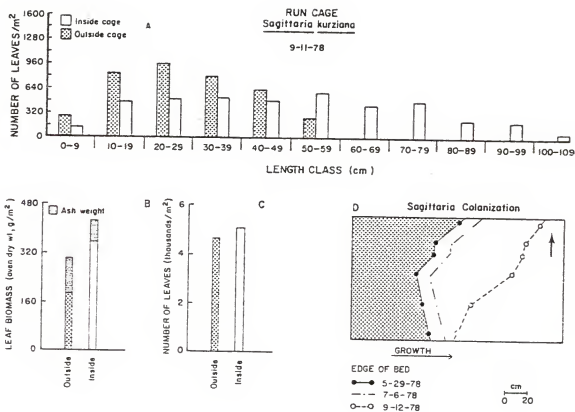 RUN CAGE
Sagittaria kurziana
9-11-78
A
Inside cage
Outside cage
NUMBER OF LEAVES/m²
1600
1280
960
640
320
0
0-9 10-19 20-29 30-39 40-49 50-59 60-69 70-79 80-89 90-99 100-109
LENGTH CLASS (cm)
B
Ash weight
LEAF BIOMASS (oven dry wt, g/m²)
480
320
160
0
Outside Inside
C
NUMBER OF LEAVES (thousands/m²)
6
4
2
0
Outside Inside
D Sagittaria Colonization
GROWTH
EDGE OF BED
5-29-78
7-6-78
9-12-78
cm
0 20